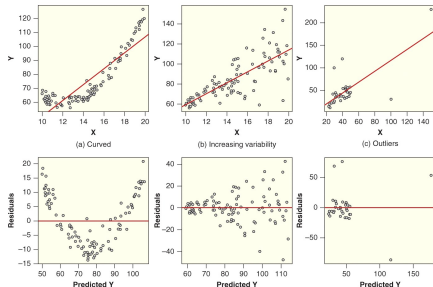 120
110
100
90
80
70
60
Y
10 12 14 16 18 20
X
(a) Curved
140
120
100
80
60
Y
10 12 14 16 18 20
X
(b) Increasing variability
200
150
100
50
Y
20 40 60 80 100 140
X
(c) Outliers
20
15
10
5
0
−5
−10
−15
Residuals
50 60 70 80 90 100
Predicted Y
40
20
0
−20
−40
Residuals
60 70 80 90 100 110
Predicted Y
50
0
−50
Residuals
50 100 150
Predicted Y